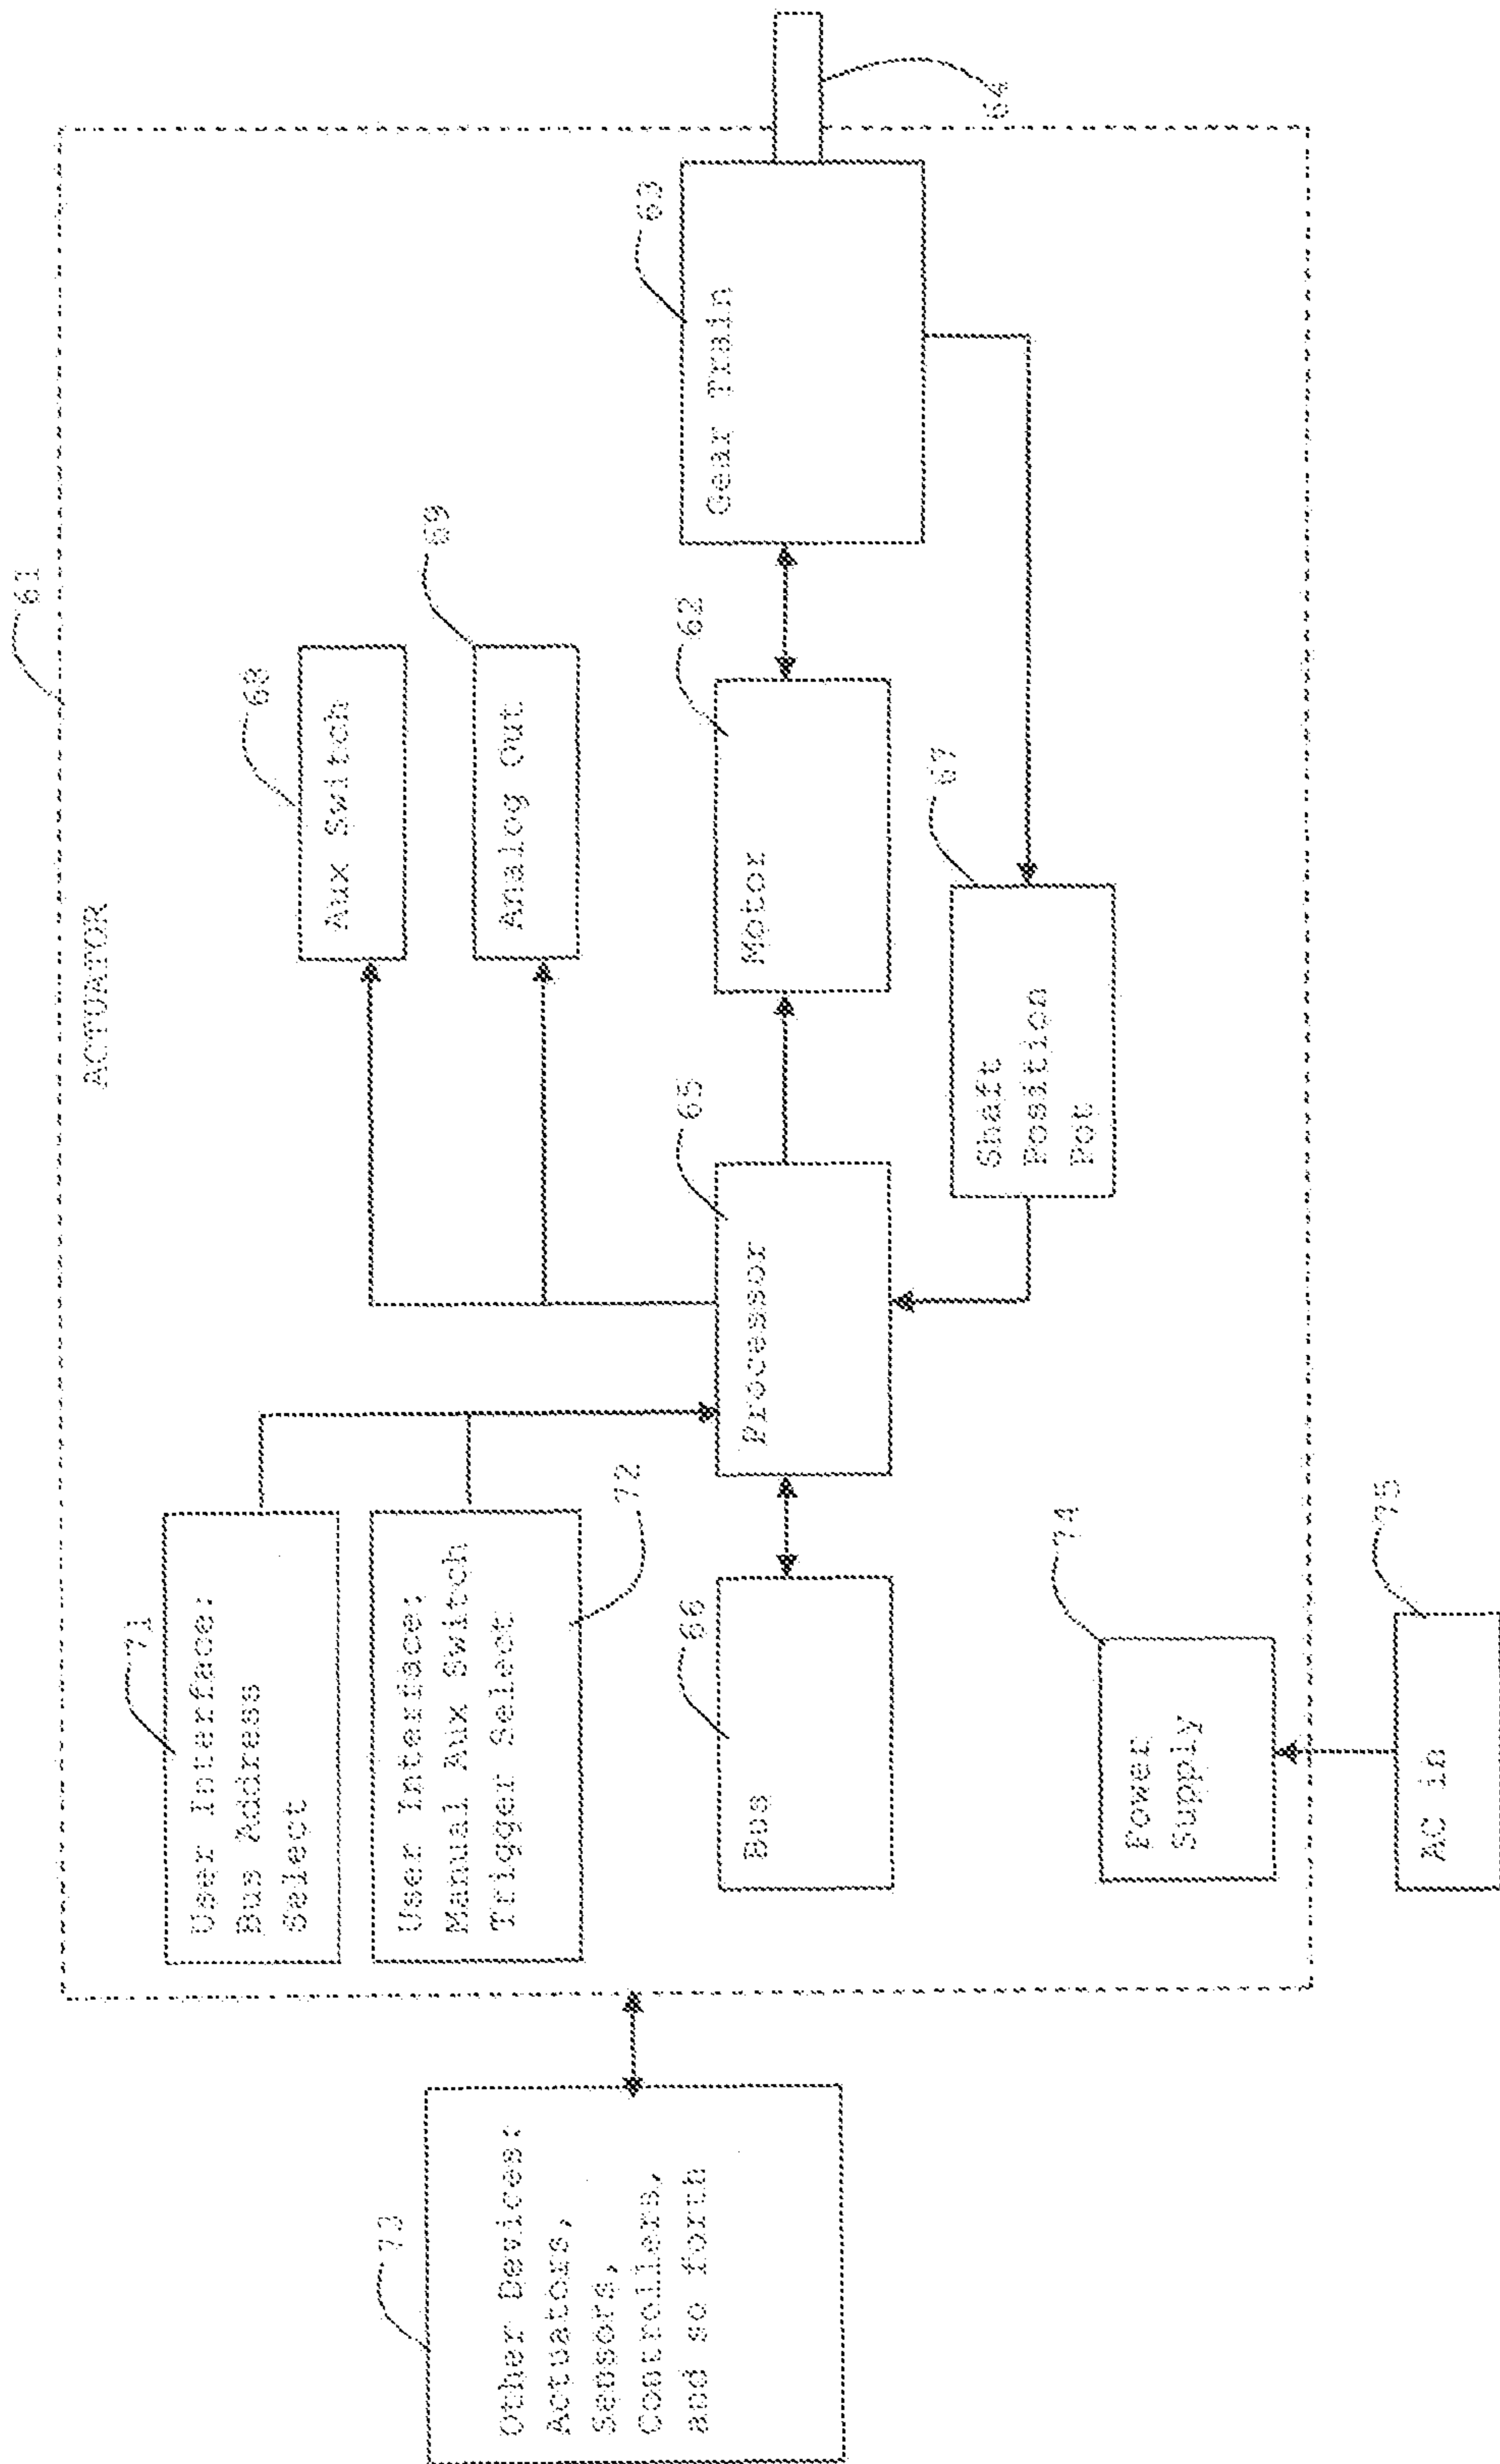 61
ACTUATOR
71
User Interface:
Bus Address
Select
User Interface:
Manual Aux Switch
Trigger Select
72
68
Aux Switch
69
Analog Out
73
Other Devices:
Actuators,
Sensors,
Controllers,
and so forth
66
Bus
65
Processor
62
Motor
63
Gear Train
64
67
Shaft
Position
Pot
74
Power
Supply
75
AC in